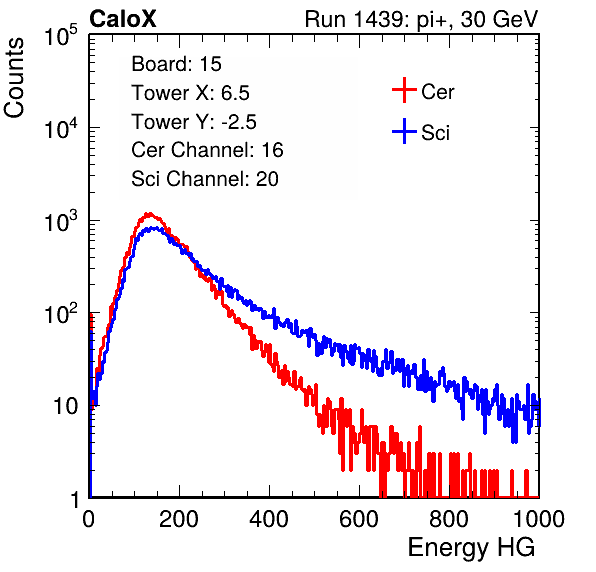 CaloX Run 1439: pi+, 30 GeV
Counts
10^5
10^4
10^3
10^2
10
1
Board: 15
Tower X: 6.5
Tower Y: -2.5
Cer Channel: 16
Sci Channel: 20
Cer
Sci
0 200 400 600 800 1000
Energy HG